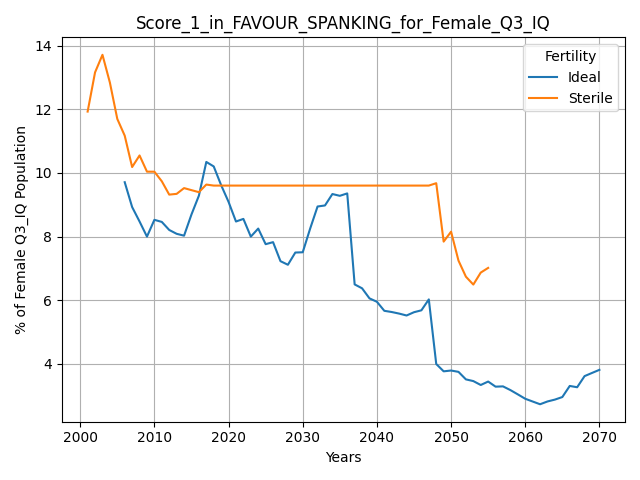 Score_1_in_FAVOUR_SPANKING_for_Female_Q3_IQ
Fertility
Ideal
Sterile
% of Female Q3_IQ Population
14
12
10
8
6
4
2000
2010
2020
2030
2040
2050
2060
2070
Years